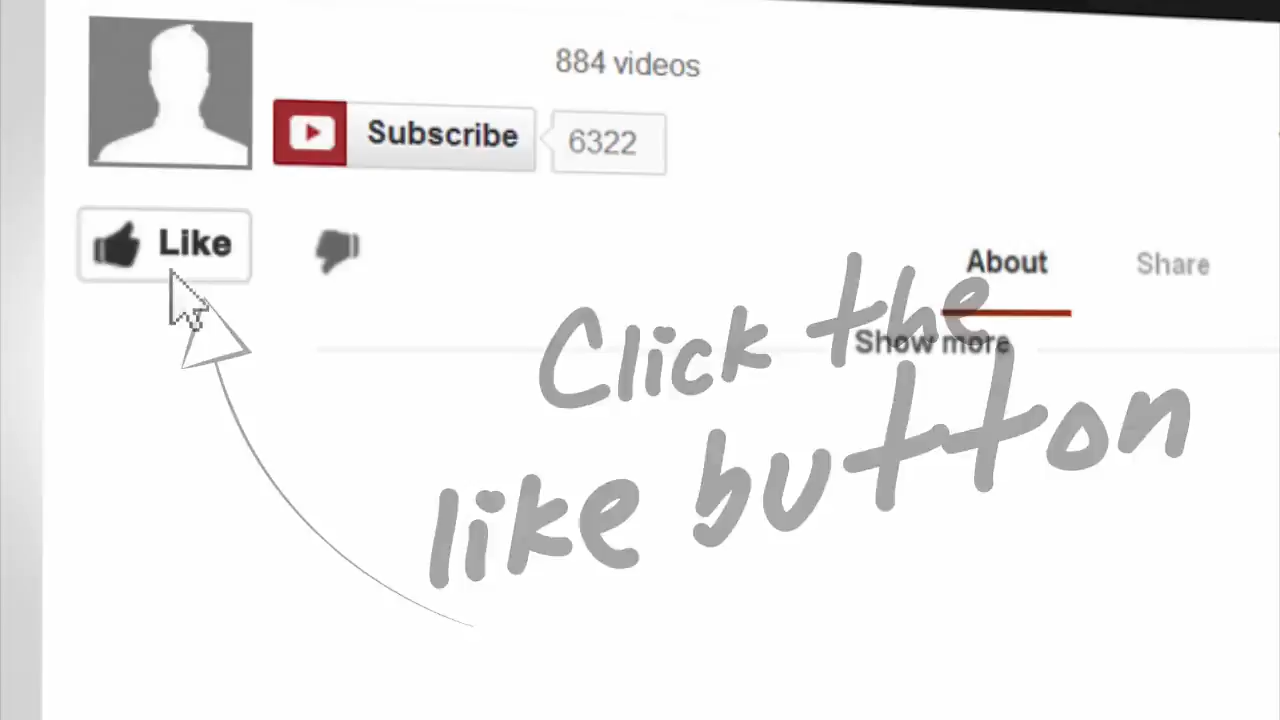 884 videos
Subscribe
6322
Like
About
Share
Show more
Click the
like button